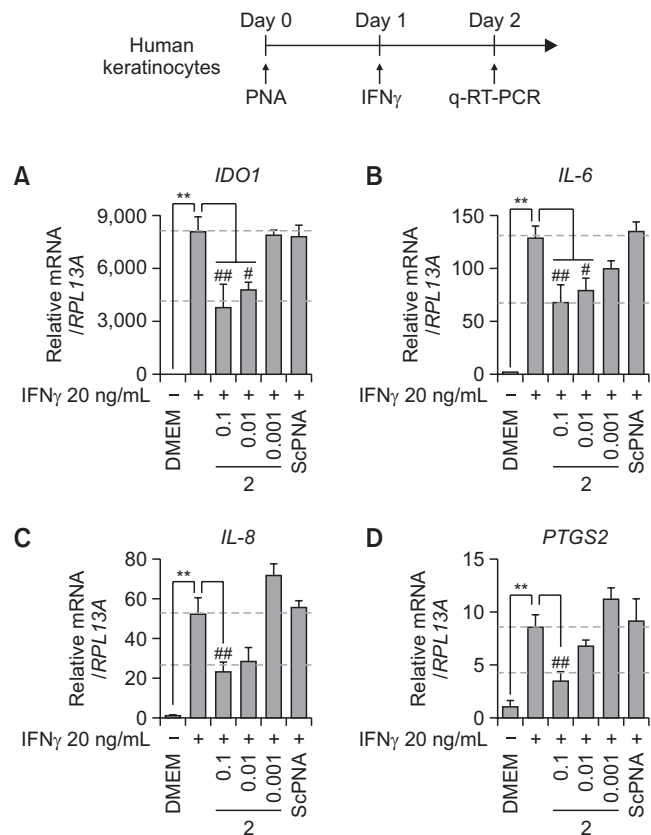 Day 0 Day 1 Day 2
Human
keratinocytes
PNA IFNγ q-RT-PCR
A IDO1
**
## #
9,000
6,000
3,000
0
Relative mRNA
/RPL13A
IFNγ 20 ng/mL − + + + + +
DMEM 0.1 0.01 0.001 ScPNA
2
B IL-6
**
## #
150
100
50
0
Relative mRNA
/RPL13A
IFNγ 20 ng/mL − + + + + +
DMEM 0.1 0.01 0.001 ScPNA
2
C IL-8
**
##
80
60
40
20
0
Relative mRNA
/RPL13A
IFNγ 20 ng/mL − + + + + +
DMEM 0.1 0.01 0.001 ScPNA
2
D PTGS2
**
##
15
10
5
0
Relative mRNA
/RPL13A
IFNγ 20 ng/mL − + + + + +
DMEM 0.1 0.01 0.001 ScPNA
2